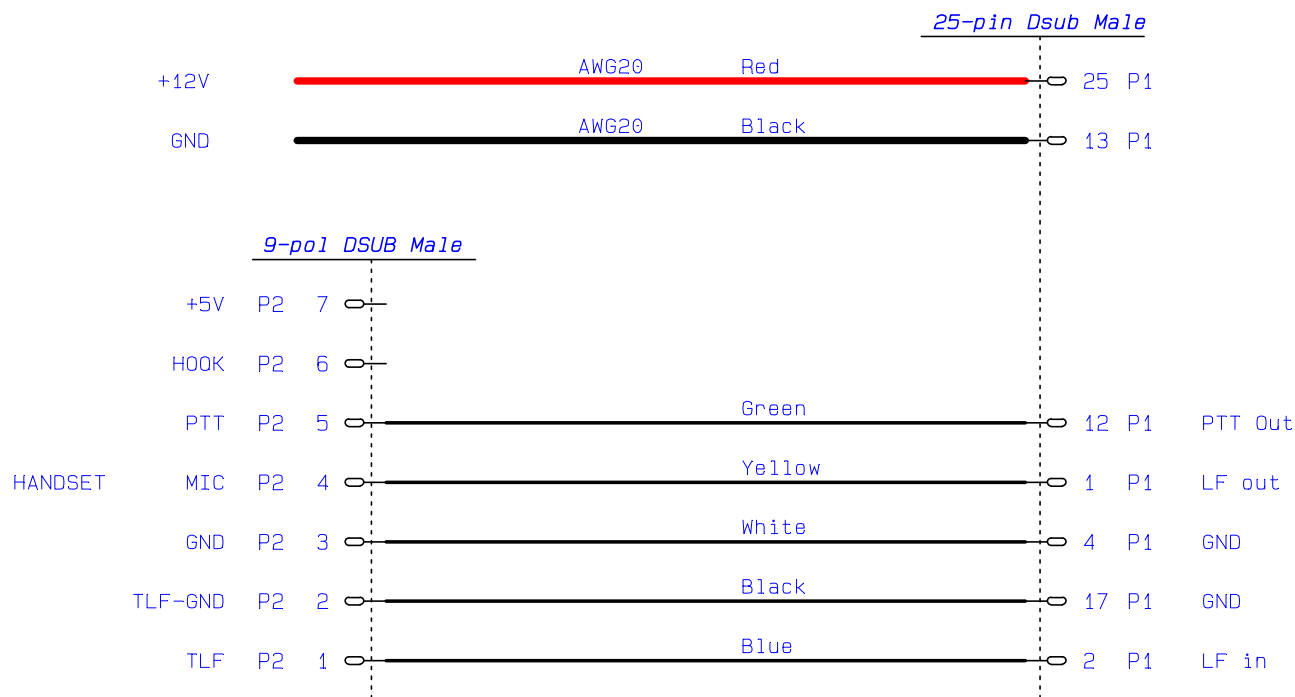 25-pin Dsub Male
+12V AWG20 Red 25 P1
GND AWG20 Black 13 P1
9-pol DSUB Male
+5V P2 7
HOOK P2 6
PTT P2 5 Green 12 P1 PTT Out
HANDSET MIC P2 4 Yellow 1 P1 LF out
GND P2 3 White 4 P1 GND
TLF-GND P2 2 Black 17 P1 GND
TLF P2 1 Blue 2 P1 LF in